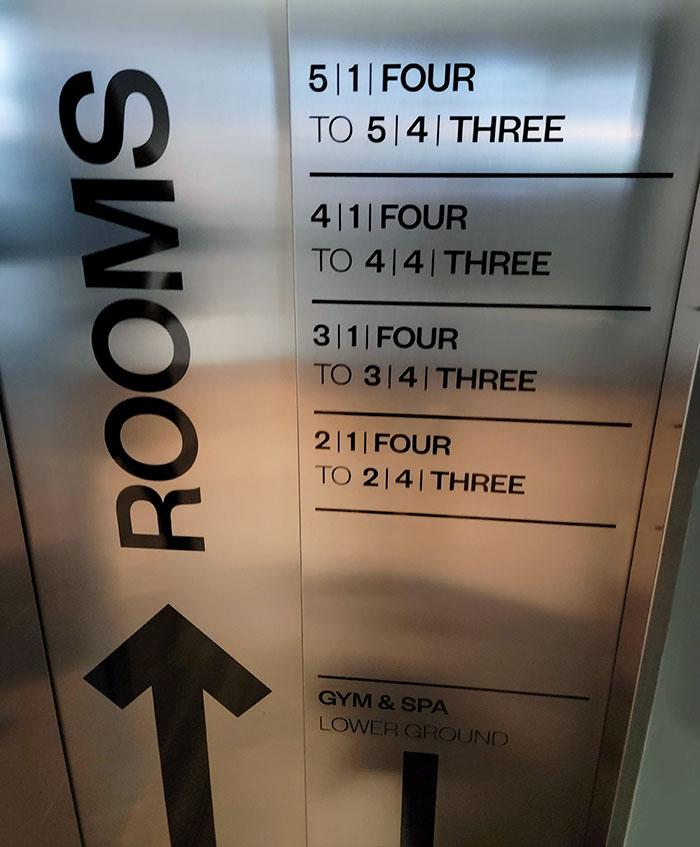 ROOMS
5|1|FOUR
TO 5|4|THREE
4|1|FOUR
TO 4|4|THREE
3|1|FOUR
TO 3|4|THREE
2|1|FOUR
TO 2|4|THREE
GYM & SPA
LOWER GROUND